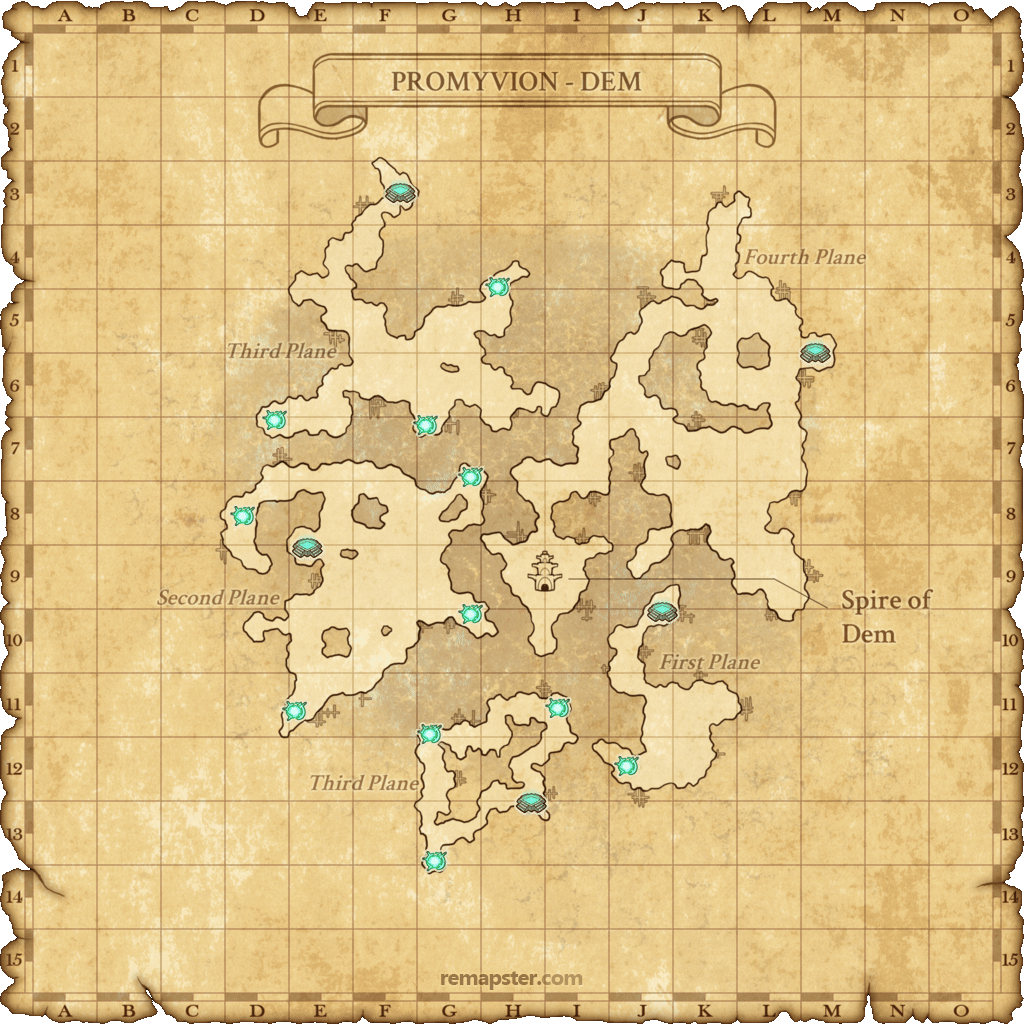 A B C D E F G H I J K L M N O
PROMYVION - DEM
1 1
2 2
3 3
Fourth Plane
4 4
5 5
Third Plane
6 6
7 7
8 8
9 9
Second Plane
Spire of
Dem
10 10
First Plane
11 11
Third Plane
12 12
13 13
14 14
15 15
remapster.com
A B C D E F G H I J K L M N O